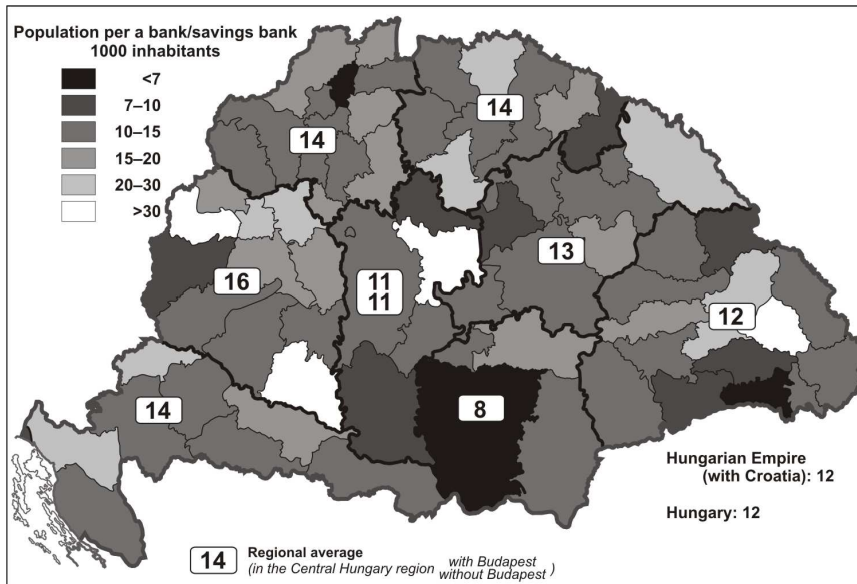 Population per a bank/savings bank
1000 inhabitants
<7
7–10
10–15
15–20
20–30
>30
14
14
13
16
11
11
12
14
8
Hungarian Empire
(with Croatia): 12
Hungary: 12
14
Regional average
(in the Central Hungary region with Budapest
without Budapest)